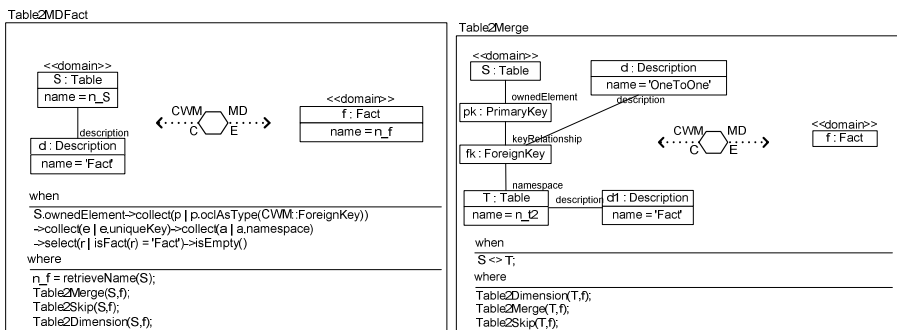 Table2MDFact
<<domain>>
S : Table
name = n_S
description
d : Description
name = 'Fact'
CWM MD
C E
<<domain>>
f : Fact
name = n_f
when
S.ownedElement->collect(p | p.oclAsType(CWM::ForeignKey))
->collect(e | e.uniqueKey)->collect(a | a.namespace)
->select(r | isFact(r) = 'Fact')->isEmpty()
where
n_f = retrieveName(S);
Table2Merge(S,f);
Table2Skip(S,f);
Table2Dimension(S,f);
Table2Merge
<<domain>>
S : Table
ownedElement
pk : PrimaryKey
keyRelationship
fk : ForeignKey
namespace
T : Table
name = n_t2
d : Description
name = 'OneToOne'
description
description
d1 : Description
name = 'Fact'
CWM MD
C E
<<domain>>
f : Fact
when
S <> T;
where
Table2Dimension(T,f);
Table2Merge(T,f);
Table2Skip(T,f);